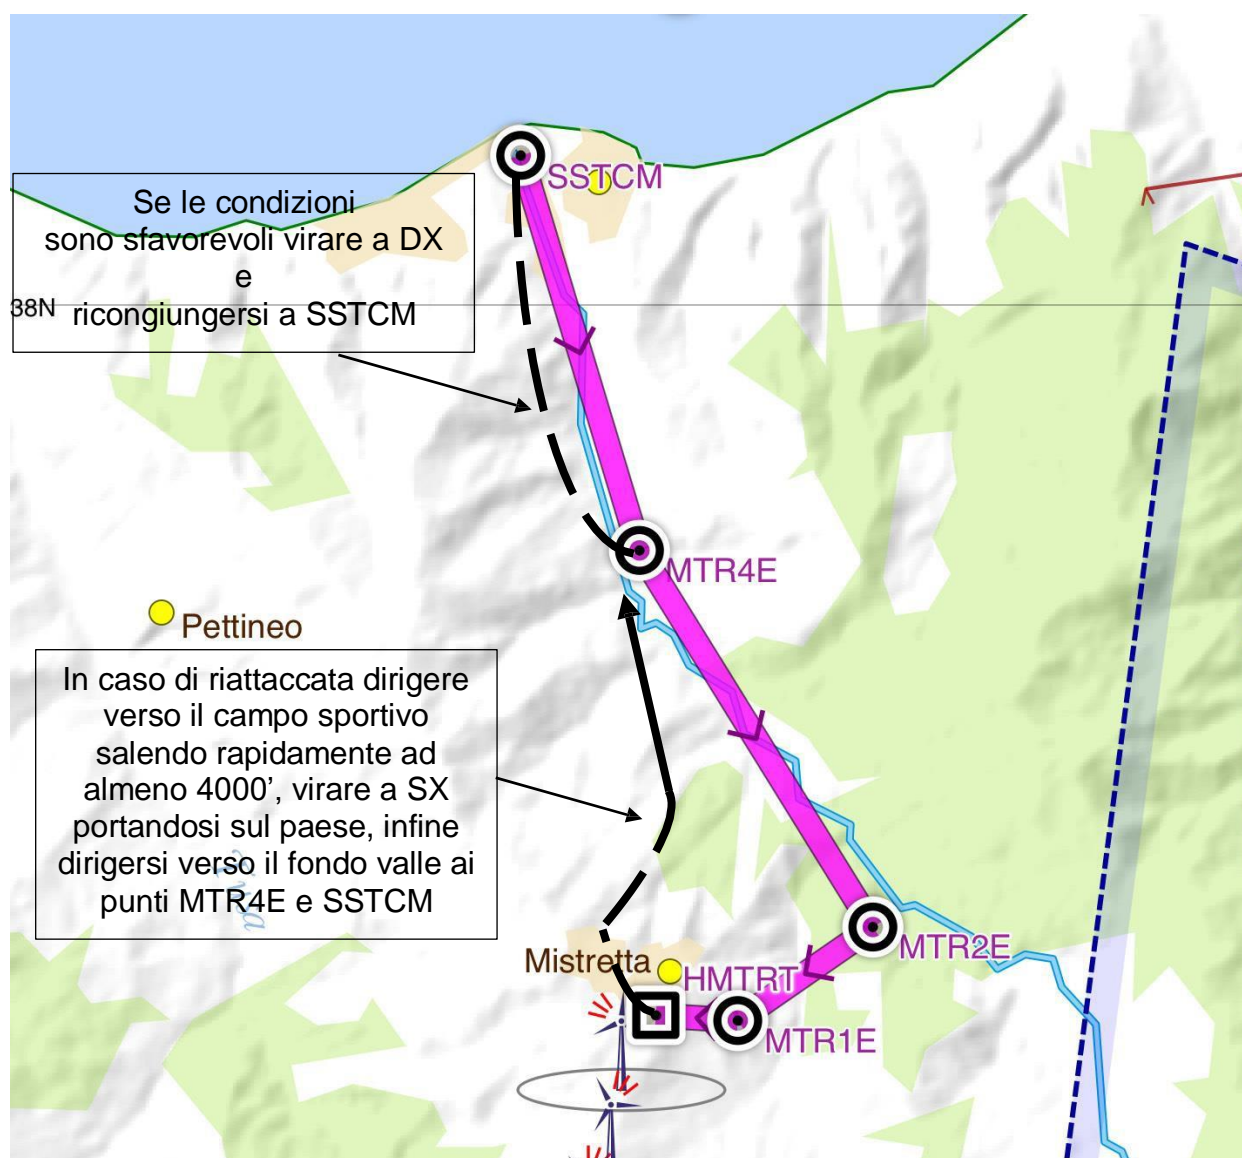 SSTCM
Se le condizioni
sono sfavorevoli virare a DX
e
ricongiungersi a SSTCM
38N
MTR4E
Pettineo
In caso di riattaccata dirigere
verso il campo sportivo
salendo rapidamente ad
almeno 4000’, virare a SX
portandosi sul paese, infine
dirigersi verso il fondo valle ai
punti MTR4E e SSTCM
MTR2E
Mistretta
HMTRT
MTR1E